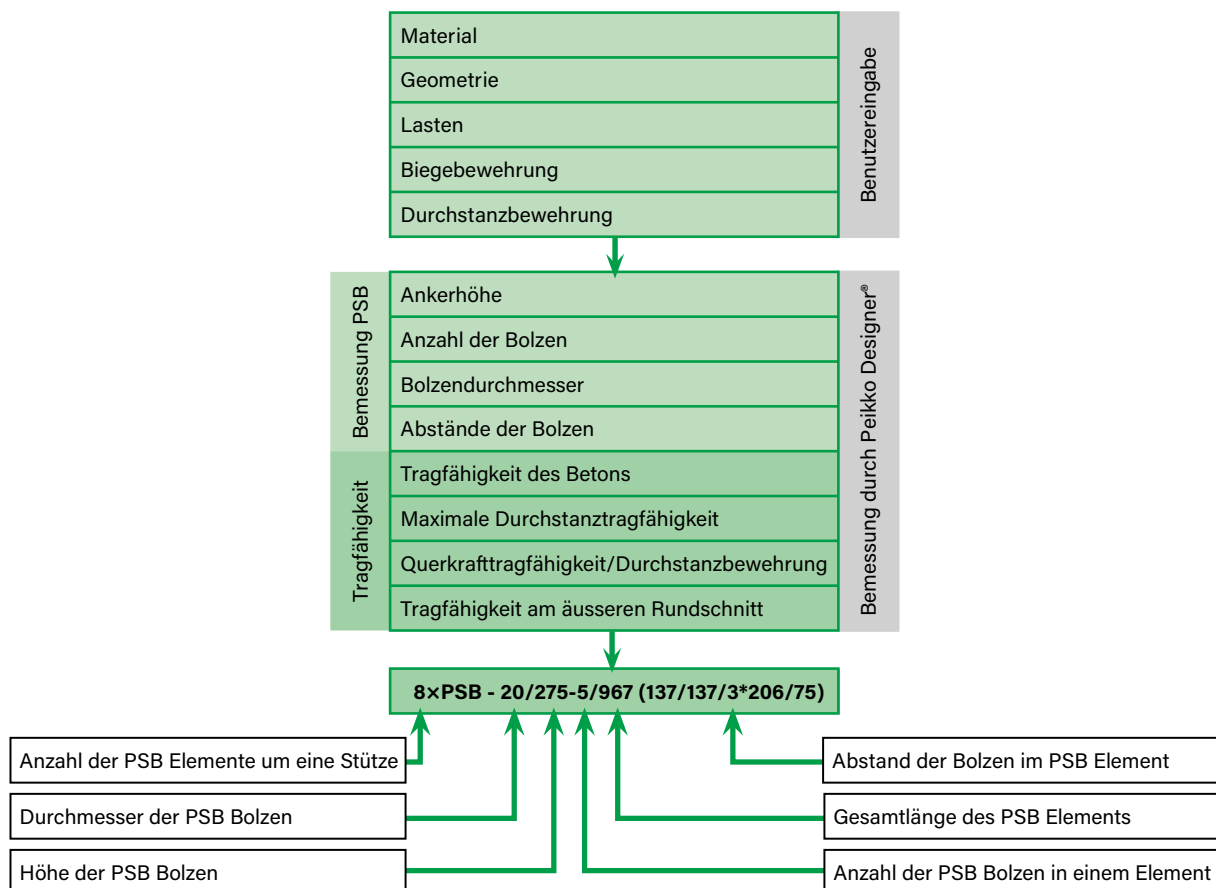 Material
Geometrie
Lasten
Biegebewehrung
Durchstanzbewehrung
Benutzereingabe
Bemessung PSB
Ankerhöhe
Anzahl der Bolzen
Bolzendurchmesser
Abstände der Bolzen
Tragfähigkeit
Tragfähigkeit des Betons
Maximale Durchstanztragfähigkeit
Querkrafttragfähigkeit/Durchstanzbewehrung
Tragfähigkeit am äusseren Rundschnitt
Bemessung durch Peikko Designer®
8×PSB - 20/275-5/967 (137/137/3*206/75)
Anzahl der PSB Elemente um eine Stütze
Durchmesser der PSB Bolzen
Höhe der PSB Bolzen
Abstand der Bolzen im PSB Element
Gesamtlänge des PSB Elements
Anzahl der PSB Bolzen in einem Element